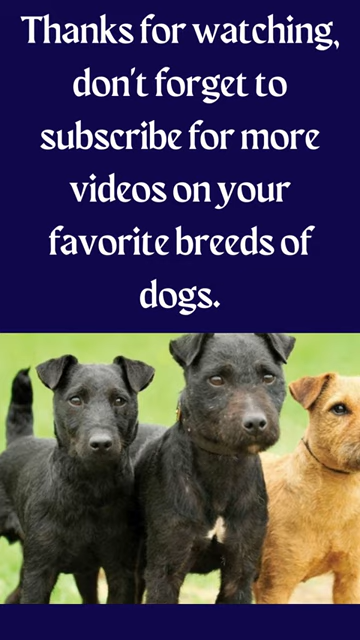 Thanks for watching,
don't forget to
subscribe for more
videos on your
favorite breeds of
dogs.